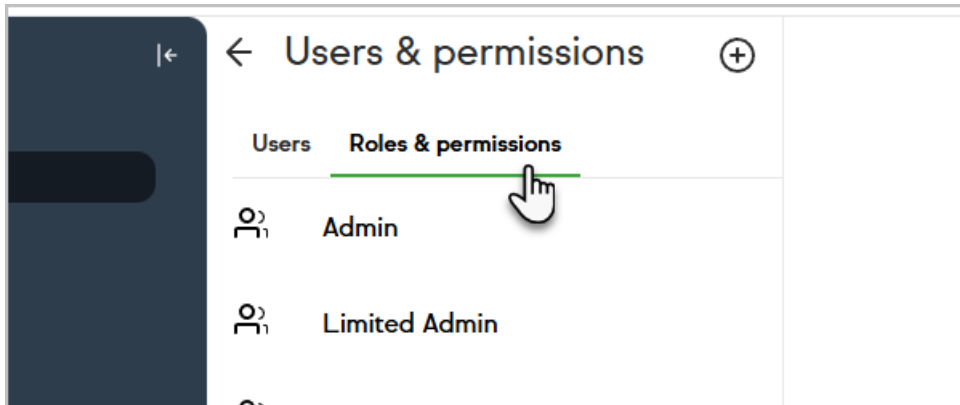 Users & permissions
Users
Roles & permissions
Admin
Limited Admin